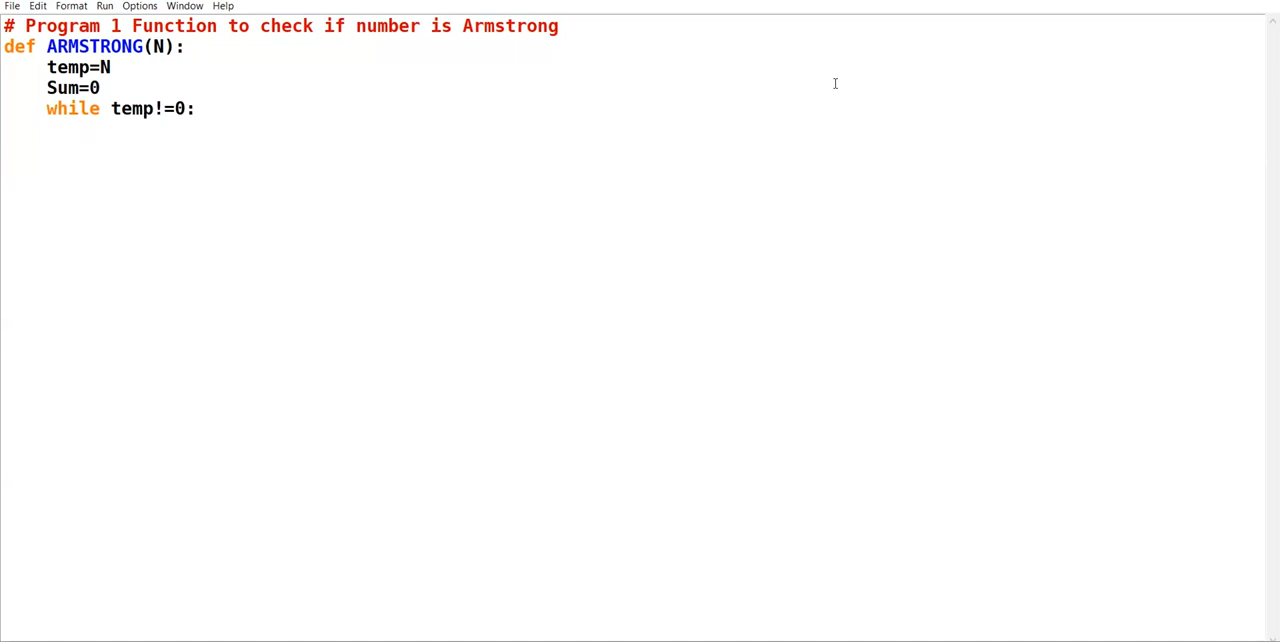 File Edit Format Run Options Window Help
# Program 1 Function to check if number is Armstrong
def ARMSTRONG(N):
    temp=N
    Sum=0
    while temp!=0: